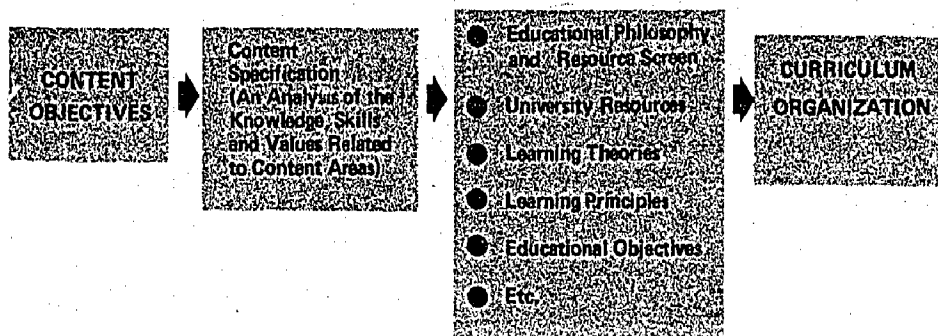 CONTENT
OBJECTIVES
Content
Specification
(An Analysis of the
Knowledge, Skills
and Values Related
to Content Areas)
Educational Philosophy
and Resource Screen
University Resources
Learning Theories
Learning Principles
Educational Objectives
Etc.
CURRICULUM
ORGANIZATION